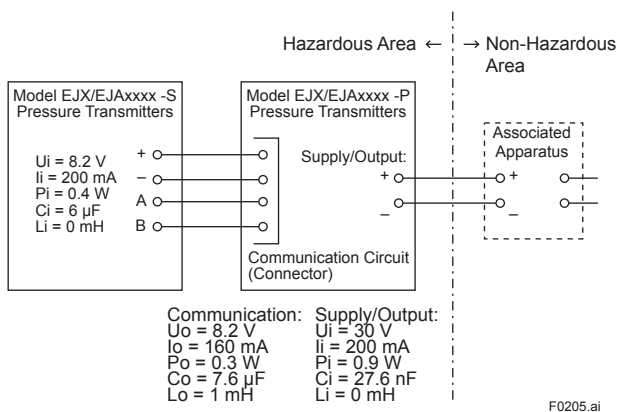 Hazardous Area ← → Non-Hazardous
Area
Model EJX/EJAxxxx -S
Pressure Transmitters
Ui = 8.2 V
Ii = 200 mA
Pi = 0.4 W
Ci = 6 µF
Li = 0 mH
+
–
A
B
Model EJX/EJAxxxx -P
Pressure Transmitters
Supply/Output:
+
–
Communication Circuit
(Connector)
Associated
Apparatus
+
–
Communication:
Uo = 8.2 V
Io = 160 mA
Po = 0.3 W
Co = 7.6 µF
Lo = 1 mH
Supply/Output:
Ui = 30 V
Ii = 200 mA
Pi = 0.9 W
Ci = 27.6 nF
Li = 0 mH
F0205.ai